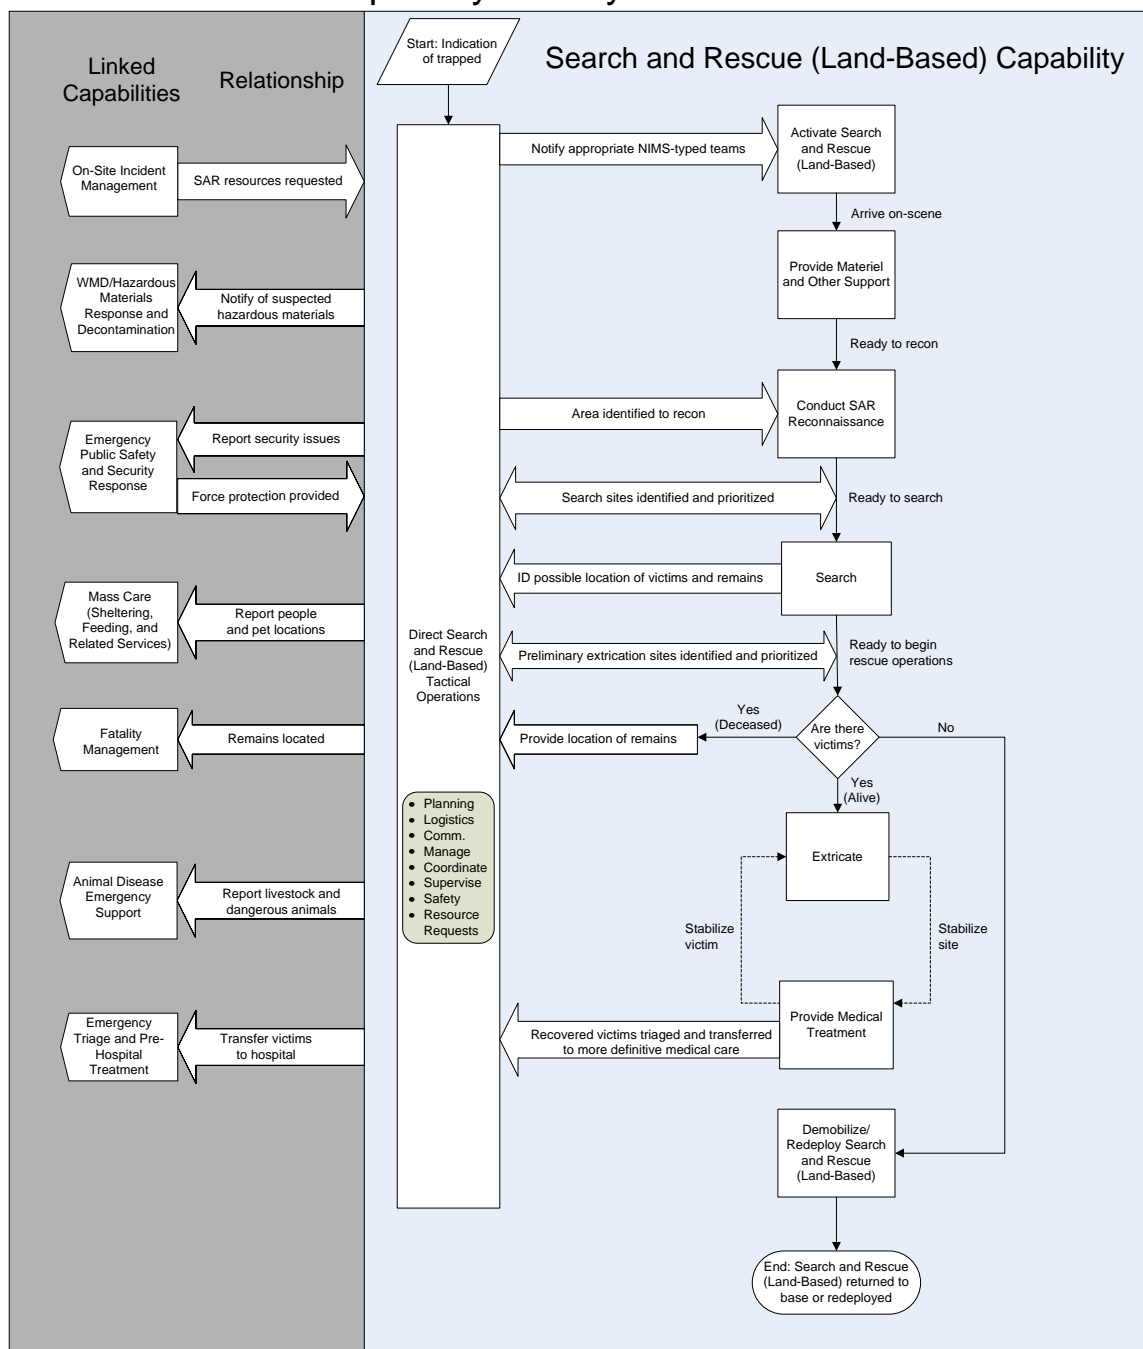 Start: Indication
of trapped
Search and Rescue (Land-Based) Capability
Linked
Capabilities
Relationship
On-Site Incident
Management
SAR resources requested
Notify appropriate NIMS-typed teams
Activate Search
and Rescue
(Land-Based)
Arrive on-scene
WMD/Hazardous
Materials
Response and
Decontamination
Notify of suspected
hazardous materials
Provide Materiel
and Other Support
Ready to recon
Emergency
Public Safety
and Security
Response
Report security issues
Force protection provided
Area identified to recon
Conduct SAR
Reconnaissance
Search sites identified and prioritized
Ready to search
Mass Care
(Sheltering,
Feeding, and
Related Services)
Report people
and pet locations
ID possible location of victims and remains
Search
Direct Search
and Rescue
(Land-Based)
Tactical
Operations
Preliminary extrication sites identified and prioritized
Ready to begin
rescue operations
Fatality
Management
Remains located
Provide location of remains
Yes
(Deceased)
Are there
victims?
No
Yes
(Alive)
• Planning
• Logistics
• Comm.
• Manage
• Coordinate
• Supervise
• Safety
• Resource
Requests
Extricate
Animal Disease
Emergency
Support
Report livestock and
dangerous animals
Stabilize
victim
Stabilize
site
Emergency
Triage and Pre-
Hospital
Treatment
Transfer victims
to hospital
Recovered victims triaged and transferred
to more definitive medical care
Provide Medical
Treatment
Demobilize/
Redeploy Search
and Rescue
(Land-Based)
End: Search and Rescue
(Land-Based) returned to
base or redeployed